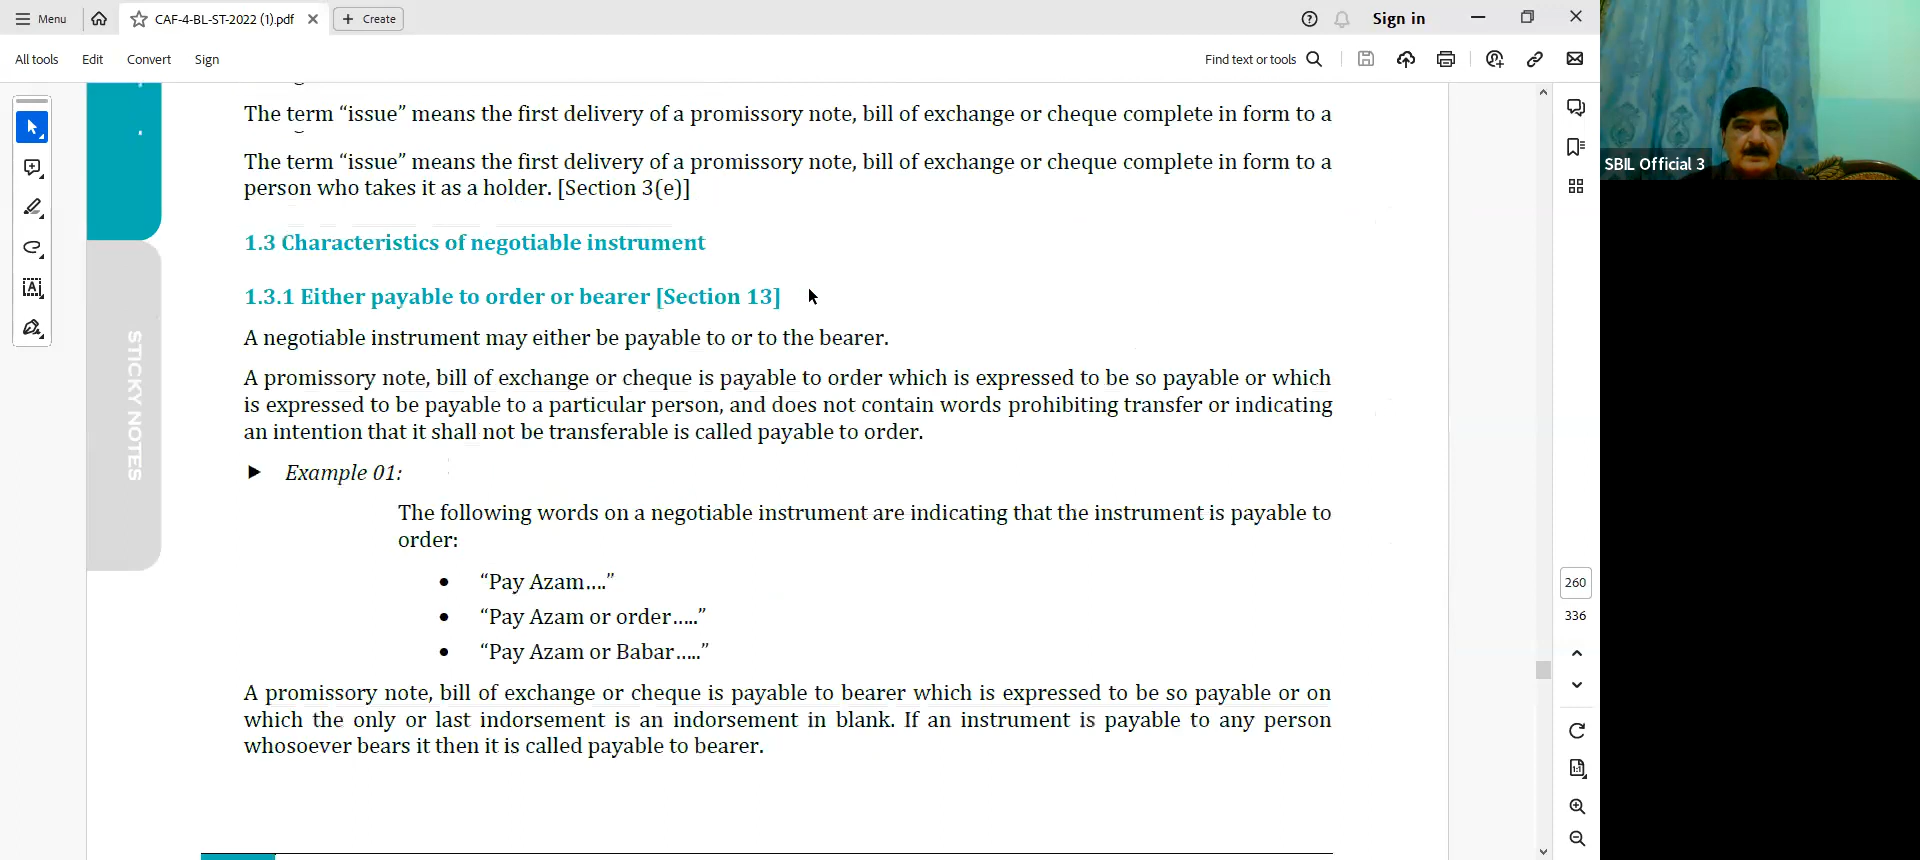 Menu
CAF-4-BL-ST-2022 (1).pdf
Create
Sign in
All tools
Edit
Convert
Sign
Find text or tools
The term “issue” means the first delivery of a promissory note, bill of exchange or cheque complete in form to a
The term “issue” means the first delivery of a promissory note, bill of exchange or cheque complete in form to a
person who takes it as a holder. [Section 3(e)]
1.3 Characteristics of negotiable instrument
1.3.1 Either payable to order or bearer [Section 13]
A negotiable instrument may either be payable to or to the bearer.
A promissory note, bill of exchange or cheque is payable to order which is expressed to be so payable or which
is expressed to be payable to a particular person, and does not contain words prohibiting transfer or indicating
an intention that it shall not be transferable is called payable to order.
Example 01:
The following words on a negotiable instrument are indicating that the instrument is payable to
order:
“Pay Azam....”
“Pay Azam or order.....”
“Pay Azam or Babar.....”
A promissory note, bill of exchange or cheque is payable to bearer which is expressed to be so payable or on
which the only or last indorsement is an indorsement in blank. If an instrument is payable to any person
whosoever bears it then it is called payable to bearer.
STICKY NOTES
260
336
SBIL Official 3